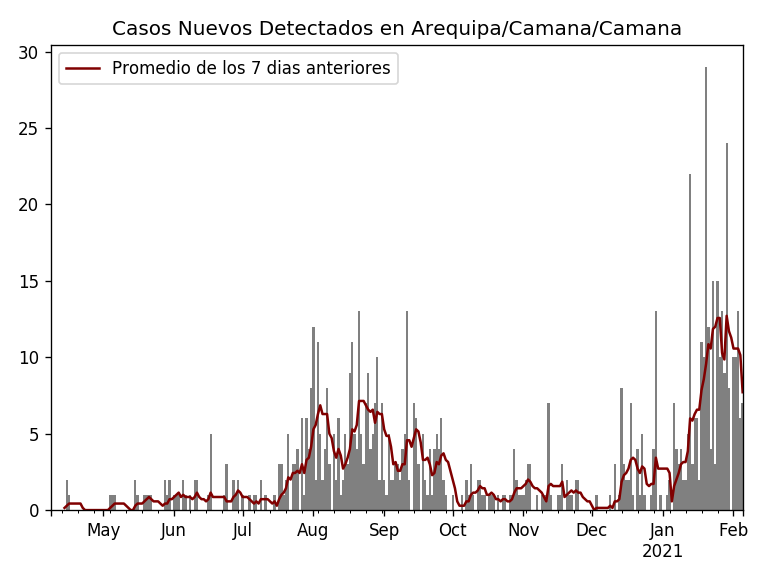 Casos Nuevos Detectados en Arequipa/Camana/Camana
Promedio de los 7 dias anteriores
30
25
20
15
10
5
0
May Jun Jul Aug Sep Oct Nov Dec Jan Feb
2021